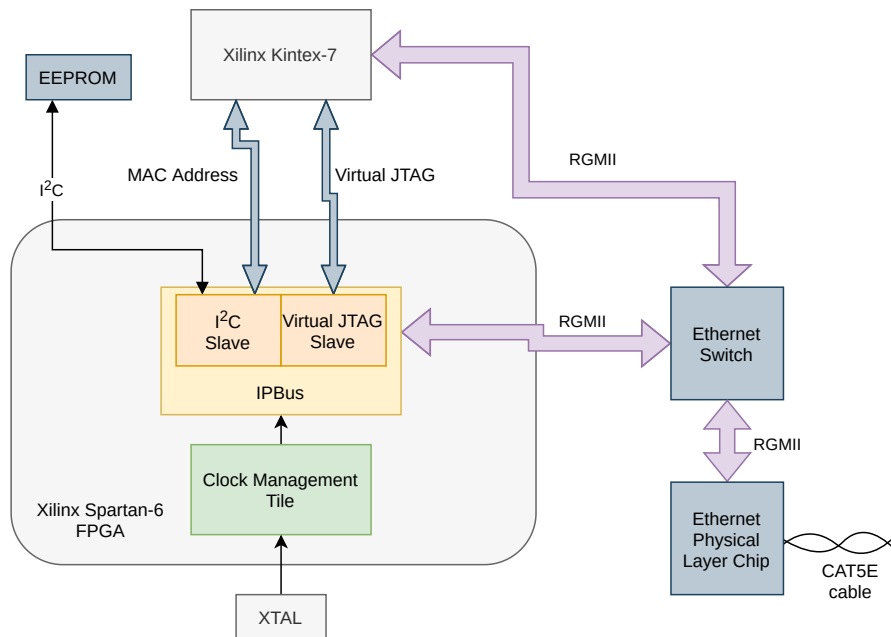 Xilinx Kintex-7
EEPROM
RGMII
MAC Address
Virtual JTAG
I²C
I²C
Slave
Virtual JTAG
Slave
RGMII
Ethernet
Switch
IPBus
RGMII
Clock Management
Tile
Xilinx Spartan-6
FPGA
Ethernet
Physical
Layer Chip
CAT5E
cable
XTAL